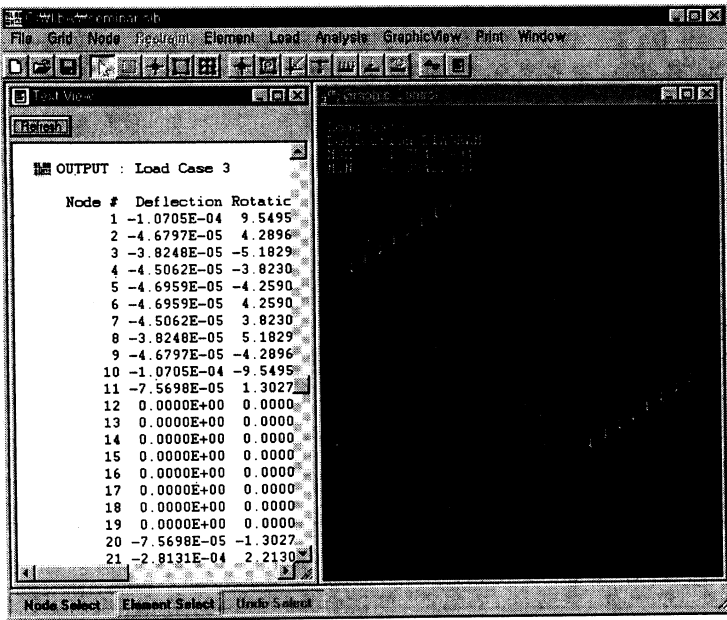 seminar.sib
File Grid Node Restraint Element Load Analysis GraphicView Print Window
Text View
Refresh
OUTPUT : Load Case 3
Node # Deflection Rotatic
1 -1.0705E-04 9.5495
2 -4.6797E-05 4.2896
3 -3.8248E-05 -5.1829
4 -4.5062E-05 -3.8230
5 -4.6959E-05 -4.2590
6 -4.6959E-05 4.2590
7 -4.5062E-05 3.8230
8 -3.8248E-05 5.1829
9 -4.6797E-05 -4.2896
10 -1.0705E-04 -9.5495
11 -7.5698E-05 1.3027
12 0.0000E+00 0.0000
13 0.0000E+00 0.0000
14 0.0000E+00 0.0000
15 0.0000E+00 0.0000
16 0.0000E+00 0.0000
17 0.0000E+00 0.0000
18 0.0000E+00 0.0000
19 0.0000E+00 0.0000
20 -7.5698E-05 -1.3027
21 -2.8131E-04 2.2130
Node Select Element Select Undo Select